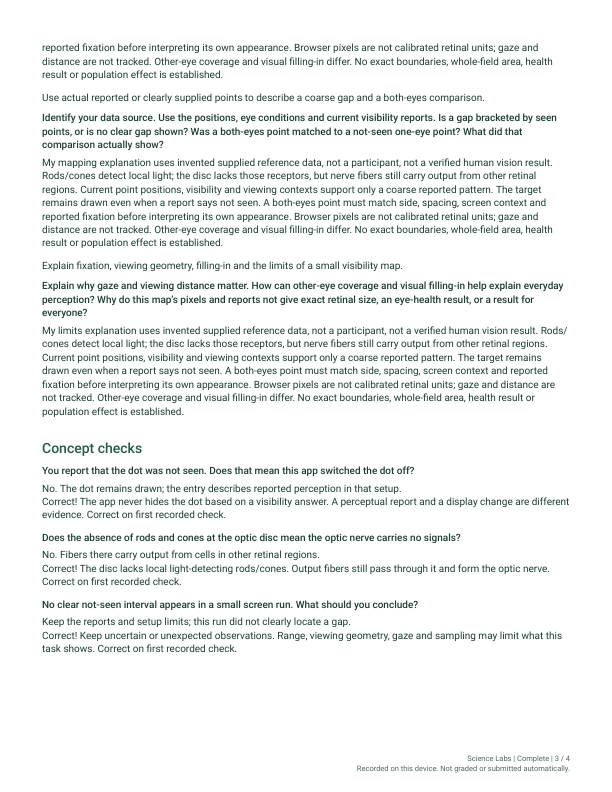 reported fixation before interpreting its own appearance. Browser pixels are not calibrated retinal units; gaze and
distance are not tracked. Other-eye coverage and visual filling-in differ. No exact boundaries, whole-field area, health
result or population effect is established.
Use actual reported or clearly supplied points to describe a coarse gap and a both-eyes comparison.
Identify your data source. Use the positions, eye conditions and current visibility reports. Is a gap bracketed by seen
points, or is no clear gap shown? Was a both-eyes point matched to a not-seen one-eye point? What did that
comparison actually show?
My mapping explanation uses invented supplied reference data, not a participant, not a verified human vision result.
Rods/cones detect local light; the disc lacks those receptors, but nerve fibers still carry output from other retinal
regions. Current point positions, visibility and viewing contexts support only a coarse reported pattern. The target
remains drawn even when a report says not seen. A both-eyes point must match side, spacing, screen context and
reported fixation before interpreting its own appearance. Browser pixels are not calibrated retinal units; gaze and
distance are not tracked. Other-eye coverage and visual filling-in differ. No exact boundaries, whole-field area, health
result or population effect is established.
Explain fixation, viewing geometry, filling-in and the limits of a small visibility map.
Explain why gaze and viewing distance matter. How can other-eye coverage and visual filling-in help explain everyday
perception? Why do this map's pixels and reports not give exact retinal size, an eye-health result, or a result for
everyone?
My limits explanation uses invented supplied reference data, not a participant, not a verified human vision result. Rods/
cones detect local light; the disc lacks those receptors, but nerve fibers still carry output from other retinal regions.
Current point positions, visibility and viewing contexts support only a coarse reported pattern. The target remains
drawn even when a report says not seen. A both-eyes point must match side, spacing, screen context and reported
fixation before interpreting its own appearance. Browser pixels are not calibrated retinal units; gaze and distance are
not tracked. Other-eye coverage and visual filling-in differ. No exact boundaries, whole-field area, health result or
population effect is established.
Concept checks
You report that the dot was not seen. Does that mean this app switched the dot off?
No. The dot remains drawn; the entry describes reported perception in that setup.
Correct! The app never hides the dot based on a visibility answer. A perceptual report and a display change are different
evidence. Correct on first recorded check.
Does the absence of rods and cones at the optic disc mean the optic nerve carries no signals?
No. Fibers there carry output from cells in other retinal regions.
Correct! The disc lacks local light-detecting rods/cones. Output fibers still pass through it and form the optic nerve.
Correct on first recorded check.
No clear not-seen interval appears in a small screen run. What should you conclude?
Keep the reports and setup limits; this run did not clearly locate a gap.
Correct! Keep uncertain or unexpected observations. Range, viewing geometry, gaze and sampling may limit what this
task shows. Correct on first recorded check.
Science Labs | Complete | 3 / 4
Recorded on this device. Not graded or submitted automatically.